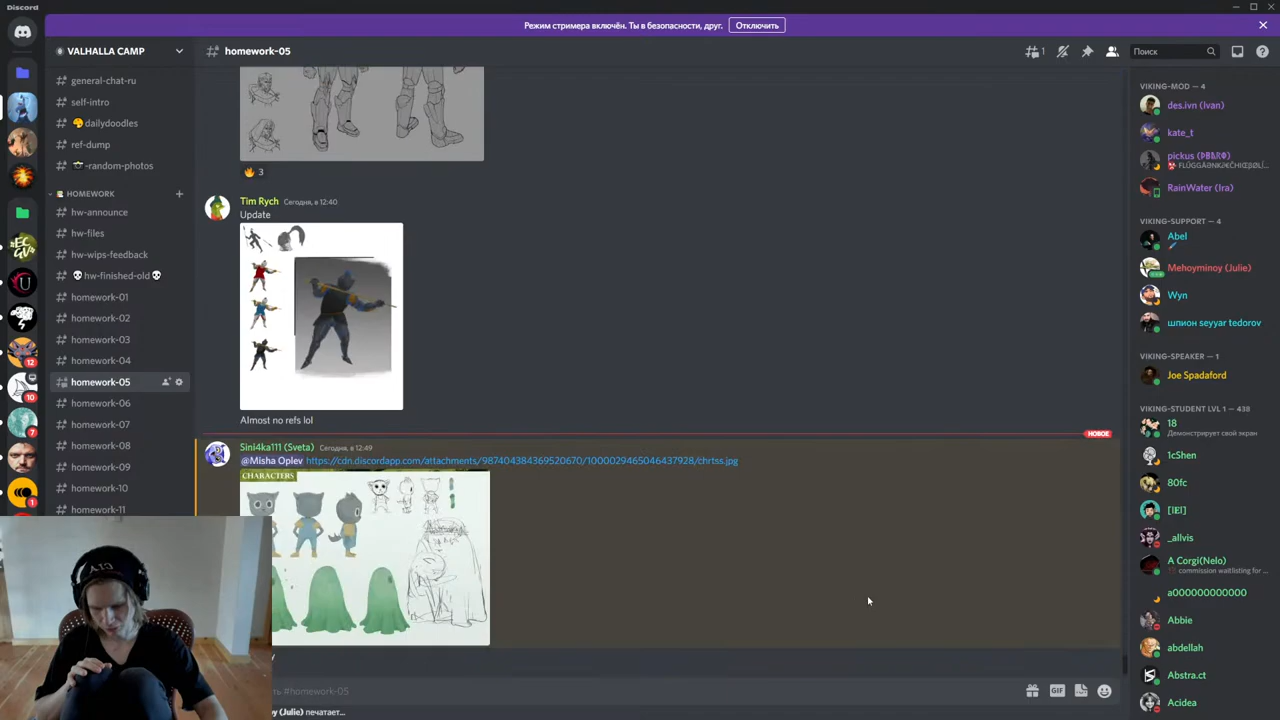 Discord
Режим стримера включён. Ты в безопасности, друг.
Отключить
VALHALLA CAMP
homework-05
1
Поиск
general-chat-ru
self-intro
dailydoodles
ref-dump
-random-photos
HOMEWORK
hw-announce
hw-files
hw-wips-feedback
hw-finished-old
homework-01
homework-02
homework-03
homework-04
homework-05
homework-06
homework-07
homework-08
homework-09
homework-10
homework-11
12
10
7
1
3
Tim Rych Сегодня, в 12:40
Update
Almost no refs lol
НОВОЕ
Sini4ka111 (Sveta) Сегодня, в 12:49
@Misha Oplev https://cdn.discordapp.com/attachments/987404384369520670/1000029465046437928/chrtss.jpg
CHARACTERS
#homework-05
GIF
(Julie) печатает...
VIKING-MOD — 4
des.ivn (Ivan)
kate_t
pickus
RainWater (Ira)
VIKING-SUPPORT — 4
Abel
Mehoyminoy (Julie)
Wyn
шпион seyyar tedorov
VIKING-SPEAKER — 1
Joe Spadaford
VIKING-STUDENT LVL 1 — 438
18
Демонстрирует свой экран
1cShen
80fc
_allvis
A Corgi(Nelo)
commission waitlisting for ...
a000000000000
Abbie
abdellah
Abstra.ct
Acidea